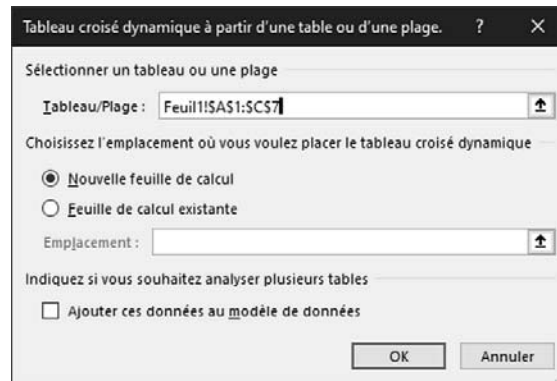 Tableau croisé dynamique à partir d'une table ou d'une plage. ? ×
Sélectionner un tableau ou une plage
Tableau/Plage : Feuil1!$A$1:$C$7
Choisissez l'emplacement où vous voulez placer le tableau croisé dynamique
Nouvelle feuille de calcul
Feuille de calcul existante
Emplacement :
Indiquez si vous souhaitez analyser plusieurs tables
Ajouter ces données au modèle de données
OK Annuler